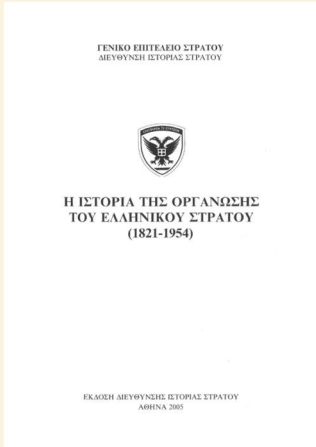 ΓΕΝΙΚΟ ΕΠΙΤΕΛΕΙΟ ΣΤΡΑΤΟΥ
ΔΙΕΥΘΥΝΣΗ ΙΣΤΟΡΙΑΣ ΣΤΡΑΤΟΥ
Η ΙΣΤΟΡΙΑ ΤΗΣ ΟΡΓΑΝΩΣΗΣ
ΤΟΥ ΕΛΛΗΝΙΚΟΥ ΣΤΡΑΤΟΥ
(1821-1954)
ΕΚΔΟΣΗ ΔΙΕΥΘΥΝΣΗΣ ΙΣΤΟΡΙΑΣ ΣΤΡΑΤΟΥ
ΑΘΗΝΑ 2005